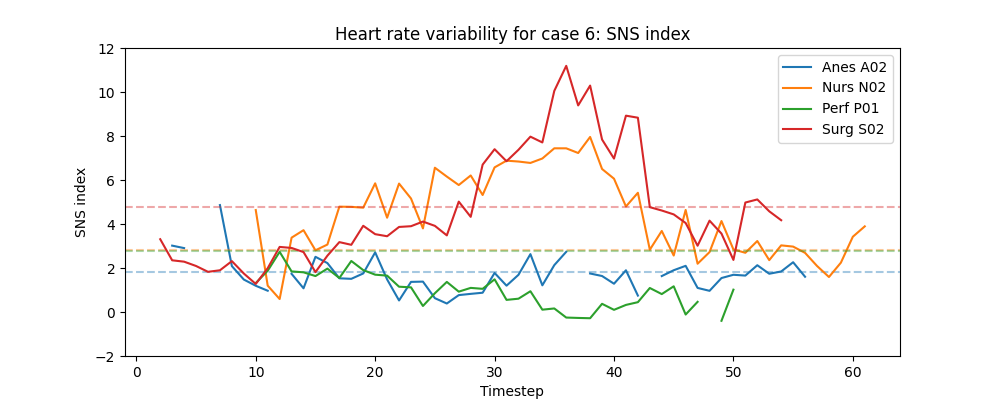 Heart rate variability for case 6: SNS index
12
10
8
6
4
2
0
−2
SNS index
Anes A02
Nurs N02
Perf P01
Surg S02
0 10 20 30 40 50 60
Timestep